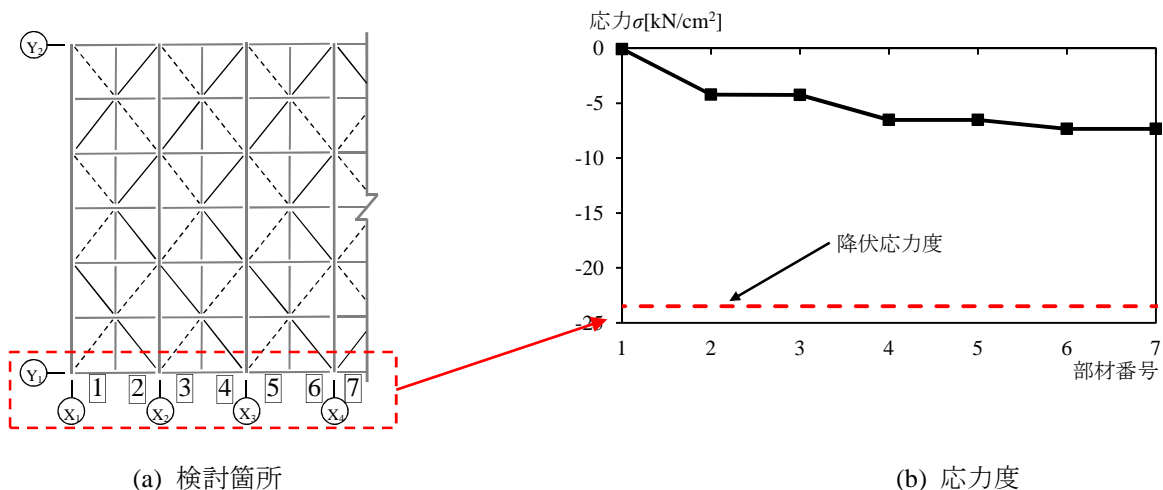 Y₂
Y₁
1 2 3 4 5 6 7
X₁ X₂ X₃ X₄
(a) 検討箇所
応力σ[kN/cm²]
0
-5
-10
-15
-20
-25
降伏応力度
1 2 3 4 5 6 7
部材番号
(b) 応力度